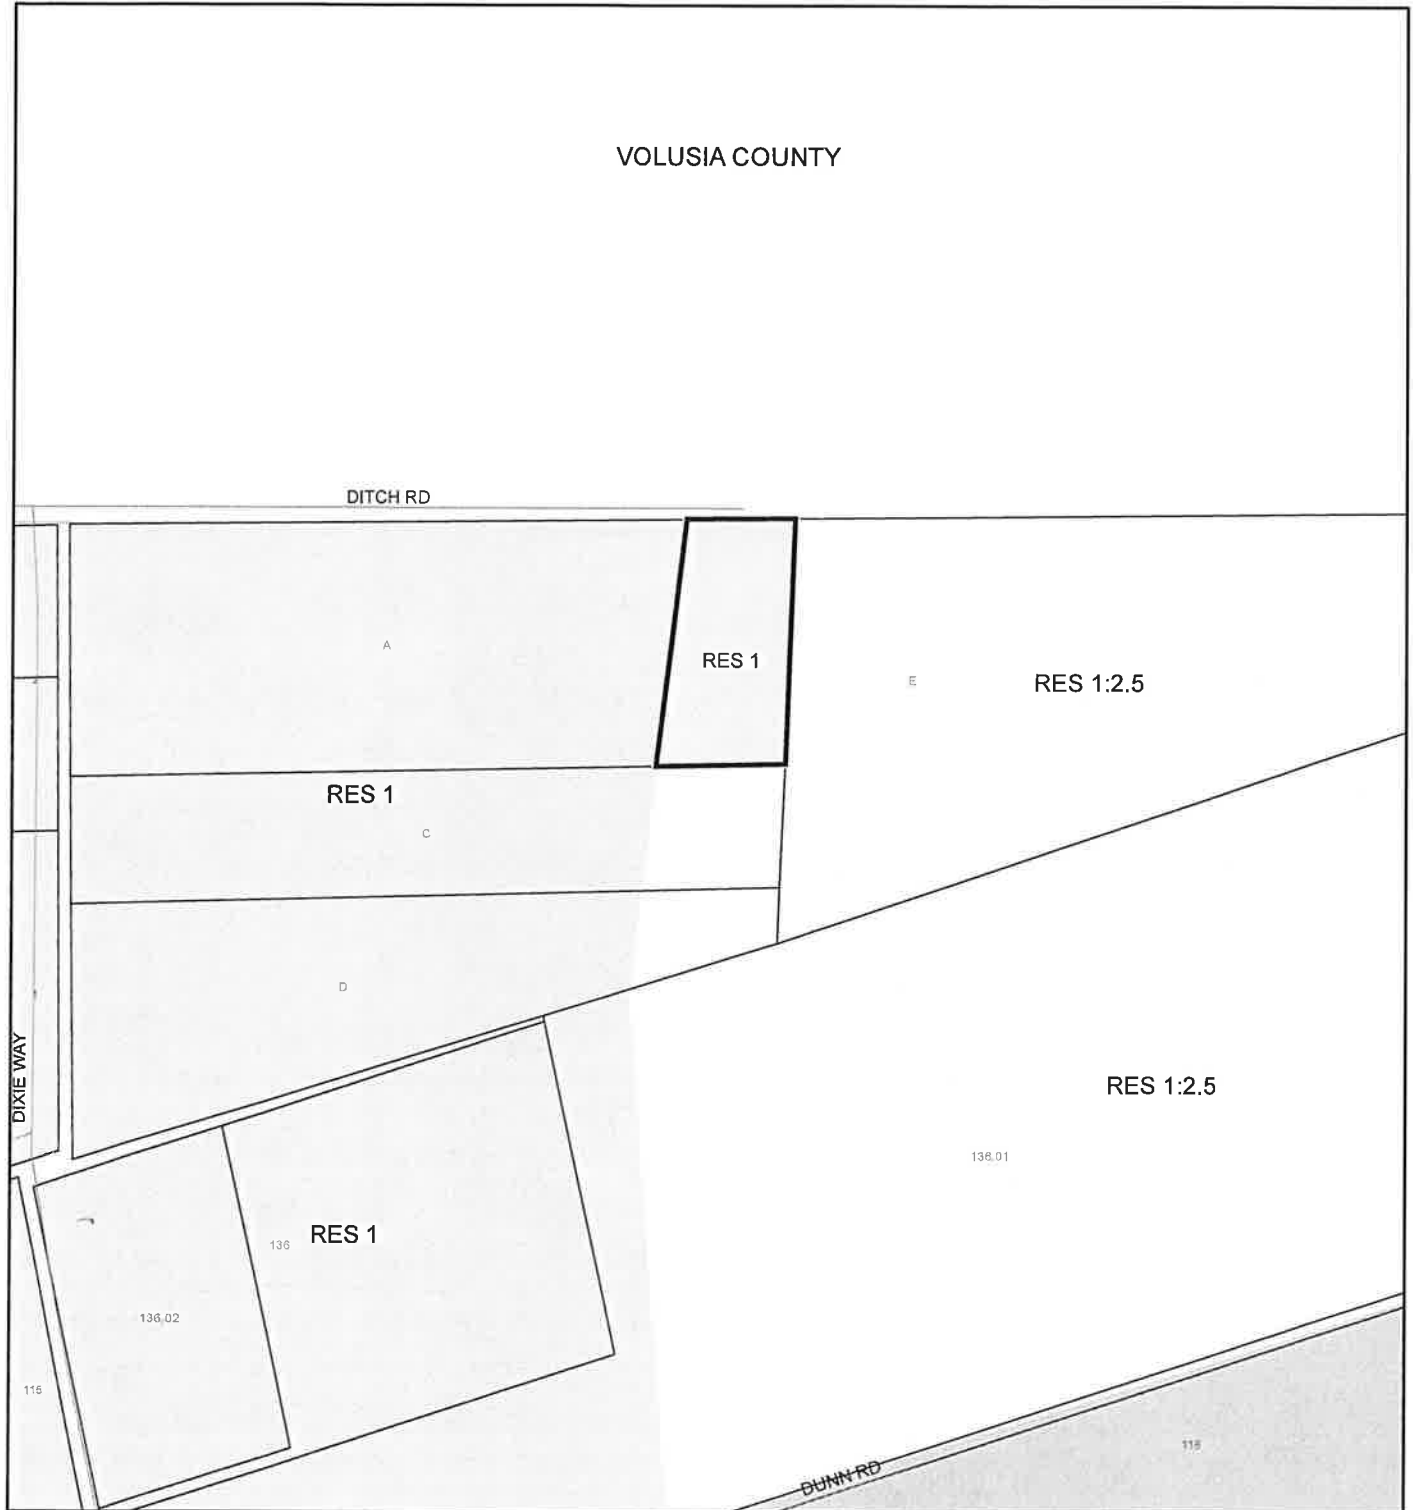 VOLUSIA COUNTY
DITCH RD
A
RES 1
E
RES 1:2.5
RES 1
C
D
DIXIE WAY
RES 1:2.5
136.01
RES 1
136
136.02
115
118
DUNN RD